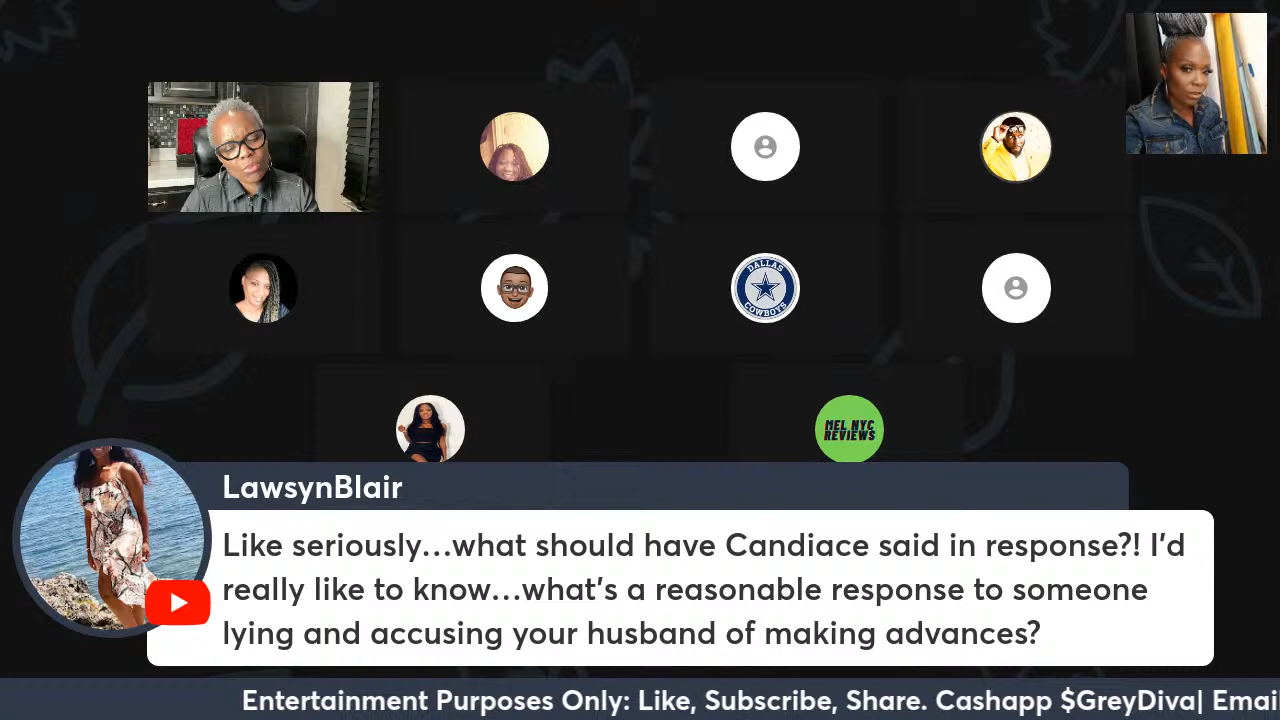 DALLAS
COWBOYS
MEL NYC
REVIEWS
LawsynBlair
Like seriously...what should have Candiace said in response?! I'd
really like to know...what's a reasonable response to someone
lying and accusing your husband of making advances?
Entertainment Purposes Only: Like, Subscribe, Share. Cashapp $GreyDiva| Email